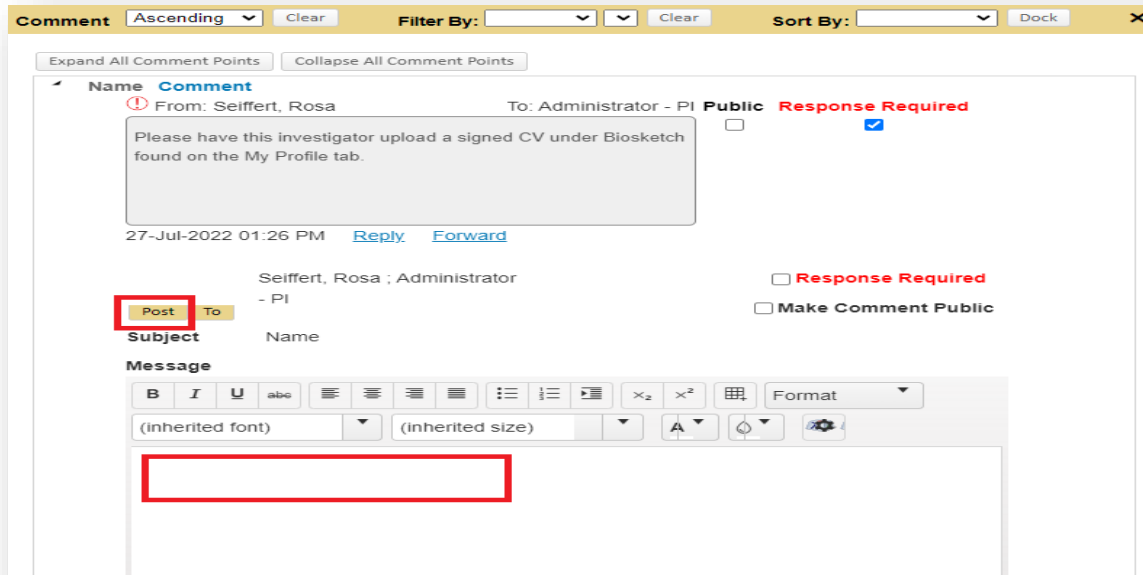 Comment Ascending Clear Filter By: Clear Sort By: Dock X
Expand All Comment Points Collapse All Comment Points
Name Comment
From: Seiffert, Rosa To: Administrator - PI Public Response Required
Please have this investigator upload a signed CV under Biosketch
found on the My Profile tab.
27-Jul-2022 01:26 PM Reply Forward
Seiffert, Rosa ; Administrator Response Required
- PI
Post To Make Comment Public
Subject Name
Message
B I U abc x₂ x² Format
(inherited font) (inherited size) A